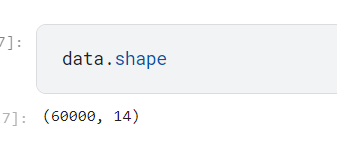 7]:
data.shape
7]:
(60000, 14)